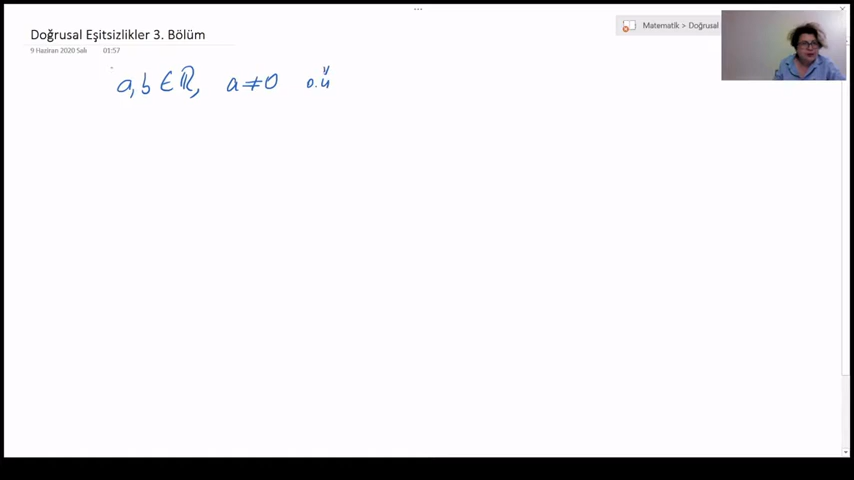 Doğrusal Eşitsizlikler 3. Bölüm
Matematik > Doğrusal
9 Haziran 2020 Salı 01:57
a, b ∈ ℝ, a ≠ 0 o.ü